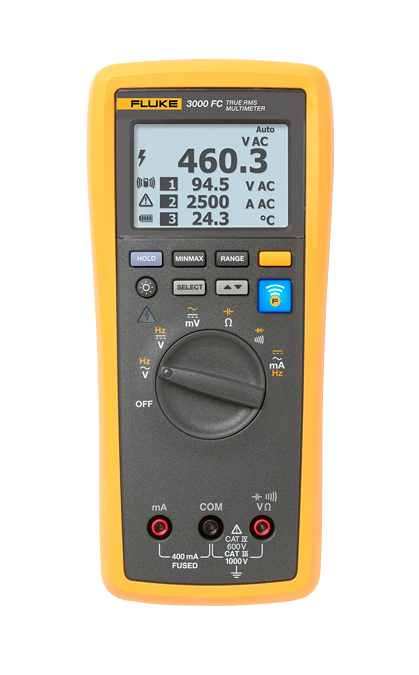 FLUKE 3000 FC TRUE RMS MULTIMETER
Auto
V AC
460.3
1 94.5 V AC
2 2500 A AC
3 24.3 °C
HOLD MINMAX RANGE
SELECT
F
mV
Ω
Hz
V
Hz
V
mA
Hz
OFF
mA COM VΩ
400 mA
FUSED
CAT IV
600V
CAT III
1000V